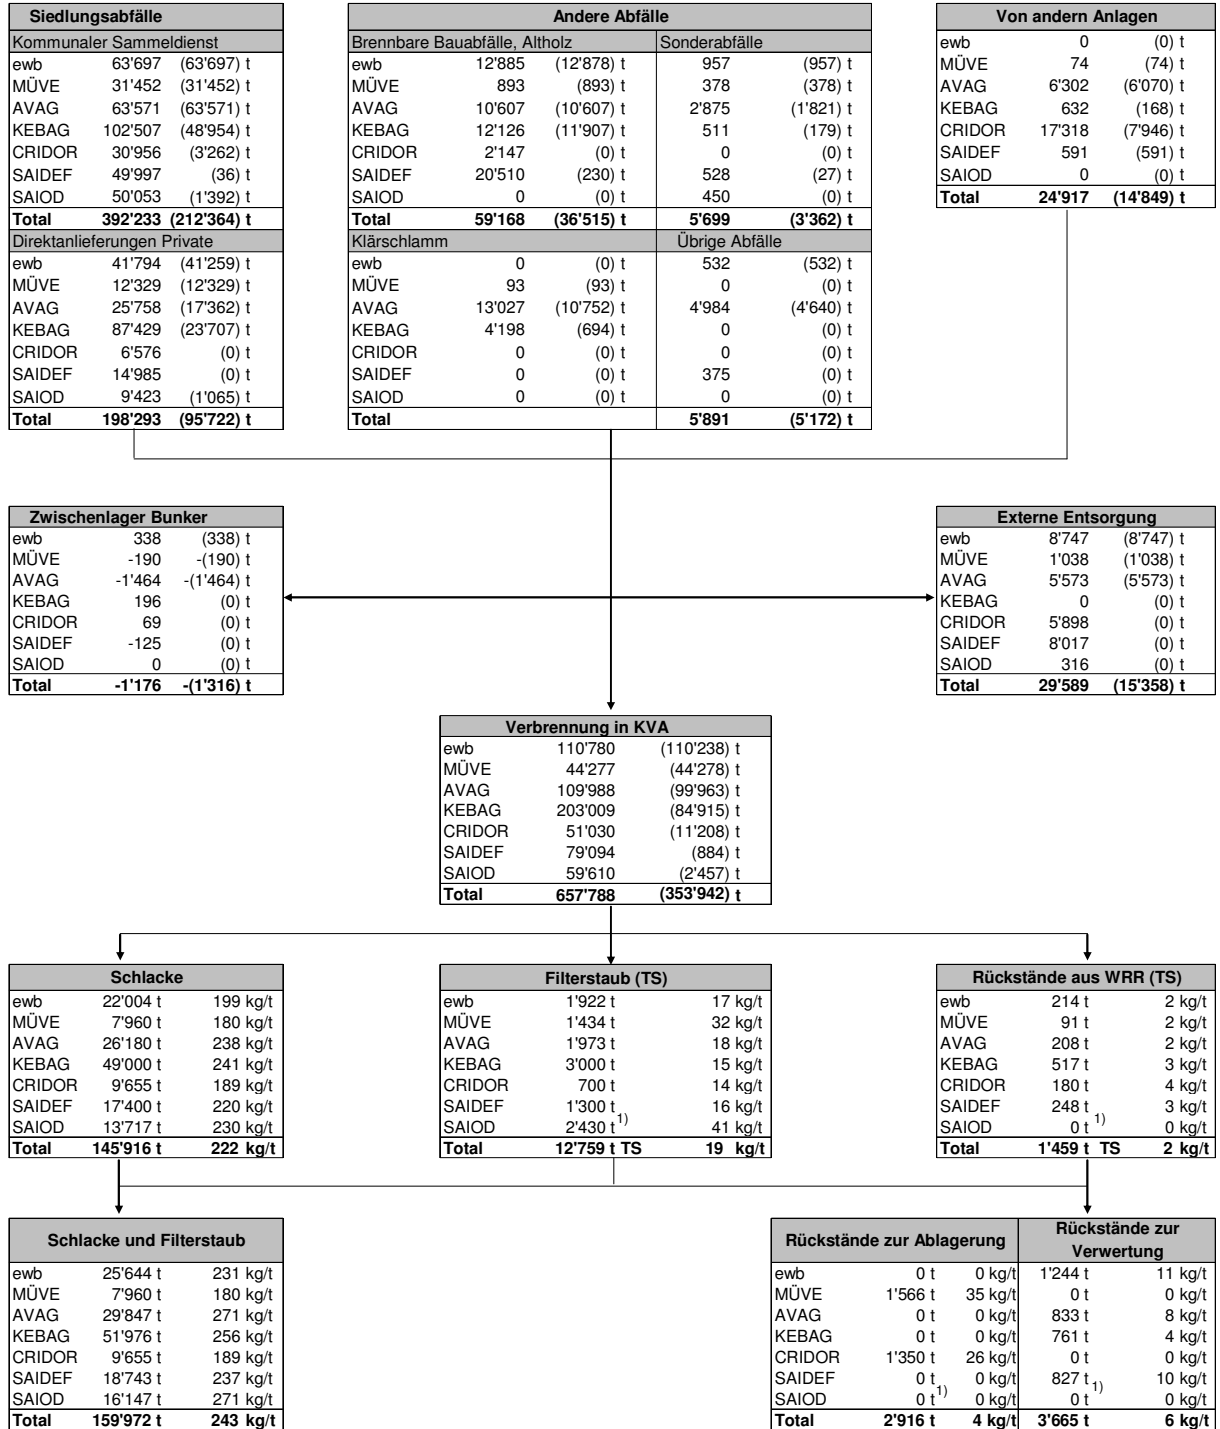 Siedlungsabfälle
Kommunaler Sammeldienst
ewb 63'697 (63'697) t
MÜVE 31'452 (31'452) t
AVAG 63'571 (63'571) t
KEBAG 102'507 (48'954) t
CRIDOR 30'956 (3'262) t
SAIDEF 49'997 (36) t
SAIOD 50'053 (1'392) t
Total 392'233 (212'364) t
Direktanlieferungen Private
ewb 41'794 (41'259) t
MÜVE 12'329 (12'329) t
AVAG 25'758 (17'362) t
KEBAG 87'429 (23'707) t
CRIDOR 6'576 (0) t
SAIDEF 14'985 (0) t
SAIOD 9'423 (1'065) t
Total 198'293 (95'722) t
Andere Abfälle
Brennbare Bauabfälle, Altholz Sonderabfälle
ewb 12'885 (12'878) t 957 (957) t
MÜVE 893 (893) t 378 (378) t
AVAG 10'607 (10'607) t 2'875 (1'821) t
KEBAG 12'126 (11'907) t 511 (179) t
CRIDOR 2'147 (0) t 0 (0) t
SAIDEF 20'510 (230) t 528 (27) t
SAIOD 0 (0) t 450 (0) t
Total 59'168 (36'515) t 5'699 (3'362) t
Klärschlamm Übrige Abfälle
ewb 0 (0) t 532 (532) t
MÜVE 93 (93) t 0 (0) t
AVAG 13'027 (10'752) t 4'984 (4'640) t
KEBAG 4'198 (694) t 0 (0) t
CRIDOR 0 (0) t 0 (0) t
SAIDEF 0 (0) t 375 (0) t
SAIOD 0 (0) t 0 (0) t
Total 5'891 (5'172) t
Von andern Anlagen
ewb 0 (0) t
MÜVE 74 (74) t
AVAG 6'302 (6'070) t
KEBAG 632 (168) t
CRIDOR 17'318 (7'946) t
SAIDEF 591 (591) t
SAIOD 0 (0) t
Total 24'917 (14'849) t
Zwischenlager Bunker
ewb 338 (338) t
MÜVE -190 -(190) t
AVAG -1'464 -(1'464) t
KEBAG 196 (0) t
CRIDOR 69 (0) t
SAIDEF -125 (0) t
SAIOD 0 (0) t
Total -1'176 -(1'316) t
Externe Entsorgung
ewb 8'747 (8'747) t
MÜVE 1'038 (1'038) t
AVAG 5'573 (5'573) t
KEBAG 0 (0) t
CRIDOR 5'898 (0) t
SAIDEF 8'017 (0) t
SAIOD 316 (0) t
Total 29'589 (15'358) t
Verbrennung in KVA
ewb 110'780 (110'238) t
MÜVE 44'277 (44'278) t
AVAG 109'988 (99'963) t
KEBAG 203'009 (84'915) t
CRIDOR 51'030 (11'208) t
SAIDEF 79'094 (884) t
SAIOD 59'610 (2'457) t
Total 657'788 (353'942) t
Schlacke
ewb 22'004 t 199 kg/t
MÜVE 7'960 t 180 kg/t
AVAG 26'180 t 238 kg/t
KEBAG 49'000 t 241 kg/t
CRIDOR 9'655 t 189 kg/t
SAIDEF 17'400 t 220 kg/t
SAIOD 13'717 t 230 kg/t
Total 145'916 t 222 kg/t
Filterstaub (TS)
ewb 1'922 t 17 kg/t
MÜVE 1'434 t 32 kg/t
AVAG 1'973 t 18 kg/t
KEBAG 3'000 t 15 kg/t
CRIDOR 700 t 14 kg/t
SAIDEF 1'300 t 16 kg/t
SAIOD 2'430 t 1) 41 kg/t
Total 12'759 t TS 19 kg/t
Rückstände aus WRR (TS)
ewb 214 t 2 kg/t
MÜVE 91 t 2 kg/t
AVAG 208 t 2 kg/t
KEBAG 517 t 3 kg/t
CRIDOR 180 t 4 kg/t
SAIDEF 248 t 3 kg/t
SAIOD 0 t 1) 0 kg/t
Total 1'459 t TS 2 kg/t
Schlacke und Filterstaub
ewb 25'644 t 231 kg/t
MÜVE 7'960 t 180 kg/t
AVAG 29'847 t 271 kg/t
KEBAG 51'976 t 256 kg/t
CRIDOR 9'655 t 189 kg/t
SAIDEF 18'743 t 237 kg/t
SAIOD 16'147 t 271 kg/t
Total 159'972 t 243 kg/t
Rückstände zur Ablagerung Rückstände zur
Verwertung
ewb 0 t 0 kg/t 1'244 t 11 kg/t
MÜVE 1'566 t 35 kg/t 0 t 0 kg/t
AVAG 0 t 0 kg/t 833 t 8 kg/t
KEBAG 0 t 0 kg/t 761 t 4 kg/t
CRIDOR 1'350 t 26 kg/t 0 t 0 kg/t
SAIDEF 0 t 0 kg/t 827 t 10 kg/t
SAIOD 0 t 1) 0 kg/t 0 t 1) 0 kg/t
Total 2'916 t 4 kg/t 3'665 t 6 kg/t